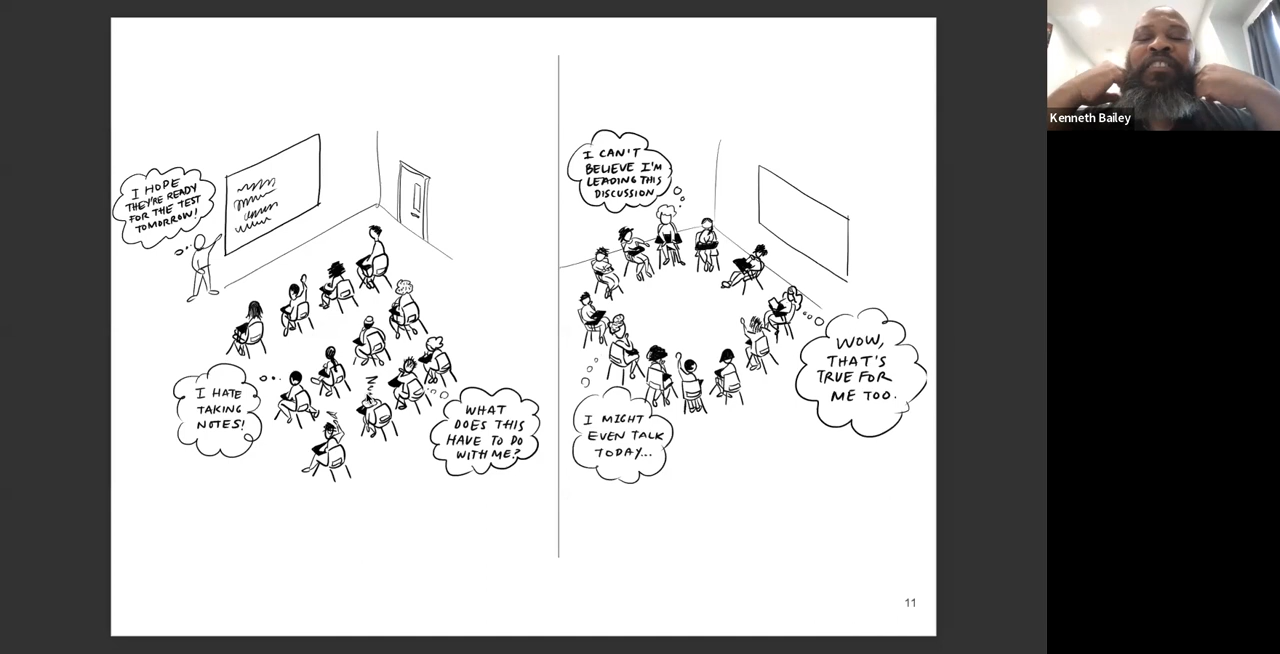 I HOPE
THEY'RE READY
FOR THE TEST
TOMORROW!
I HATE
TAKING
NOTES!
WHAT
DOES THIS
HAVE TO DO
WITH ME?
I CAN'T
BELIEVE I'M
LEADING THIS
DISCUSSION
I MIGHT
EVEN TALK
TODAY...
WOW,
THAT'S
TRUE FOR
ME TOO.
11
Kenneth Bailey